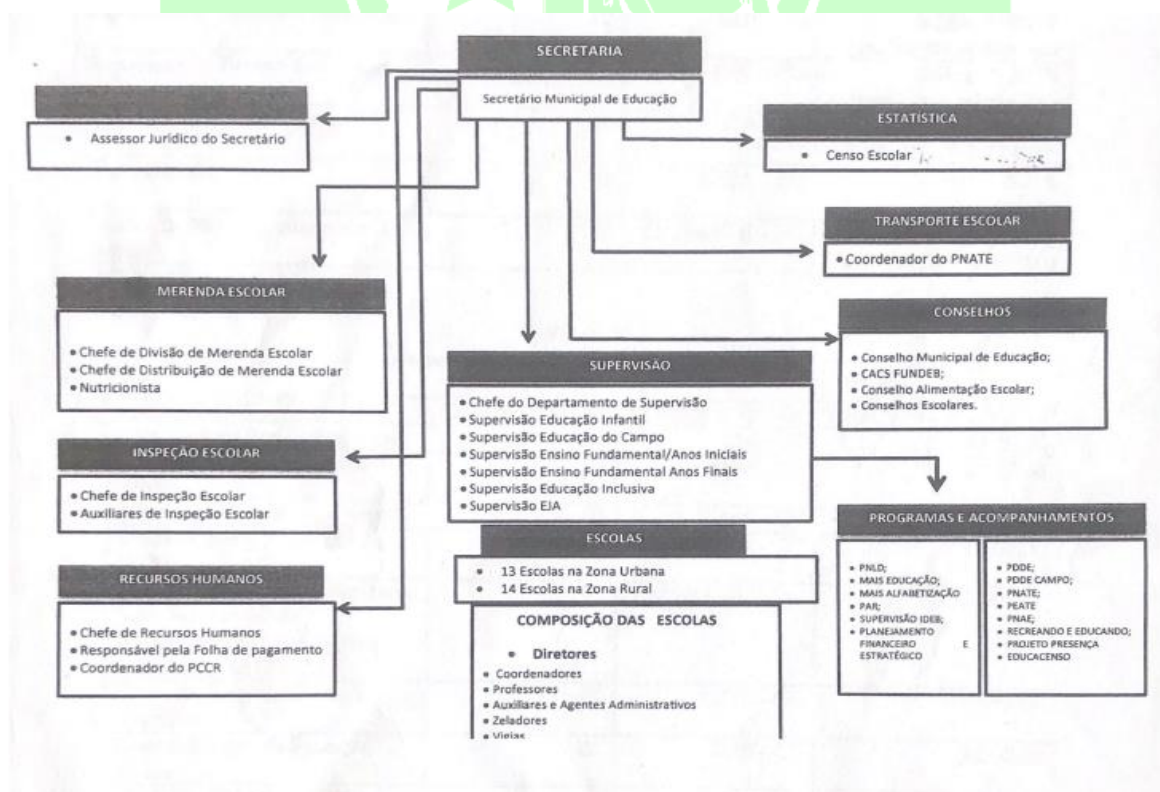 SECRETARIA
Secretário Municipal de Educação
• Assessor Jurídico do Secretário
ESTATÍSTICA
• Censo Escolar
TRANSPORTE ESCOLAR
• Coordenador do PNATE
MERENDA ESCOLAR
• Chefe de Divisão de Merenda Escolar
• Chefe de Distribuição de Merenda Escolar
• Nutricionista
CONSELHOS
• Conselho Municipal de Educação;
• CACS FUNDEB;
• Conselho Alimentação Escolar;
• Conselhos Escolares.
SUPERVISÃO
• Chefe do Departamento de Supervisão
• Supervisão Educação Infantil
• Supervisão Educação do Campo
• Supervisão Ensino Fundamental/Anos Iniciais
• Supervisão Ensino Fundamental Anos Finais
• Supervisão Educação Inclusiva
• Supervisão EJA
INSPEÇÃO ESCOLAR
• Chefe de Inspeção Escolar
• Auxiliares de Inspeção Escolar
PROGRAMAS E ACOMPANHAMENTOS
• PNLD;
• MAIS EDUCAÇÃO;
• MAIS ALFABETIZAÇÃO
• PAR;
• SUPERVISÃO IDEB;
• PLANEJAMENTO
FINANCEIRO E
ESTRATÉGICO
• PDDE;
• PDDE CAMPO;
• PNATE;
• PEATE
• PNAE;
• RECREANDO E EDUCANDO;
• PROJETO PRESENÇA
• EDUCACENSO
ESCOLAS
• 13 Escolas na Zona Urbana
• 14 Escolas na Zona Rural
RECURSOS HUMANOS
• Chefe de Recursos Humanos
• Responsável pela Folha de pagamento
• Coordenador do PCCR
COMPOSIÇÃO DAS ESCOLAS
• Diretores
• Coordenadores
• Professores
• Auxiliares e Agentes Administrativos
• Zeladores
• Vigias